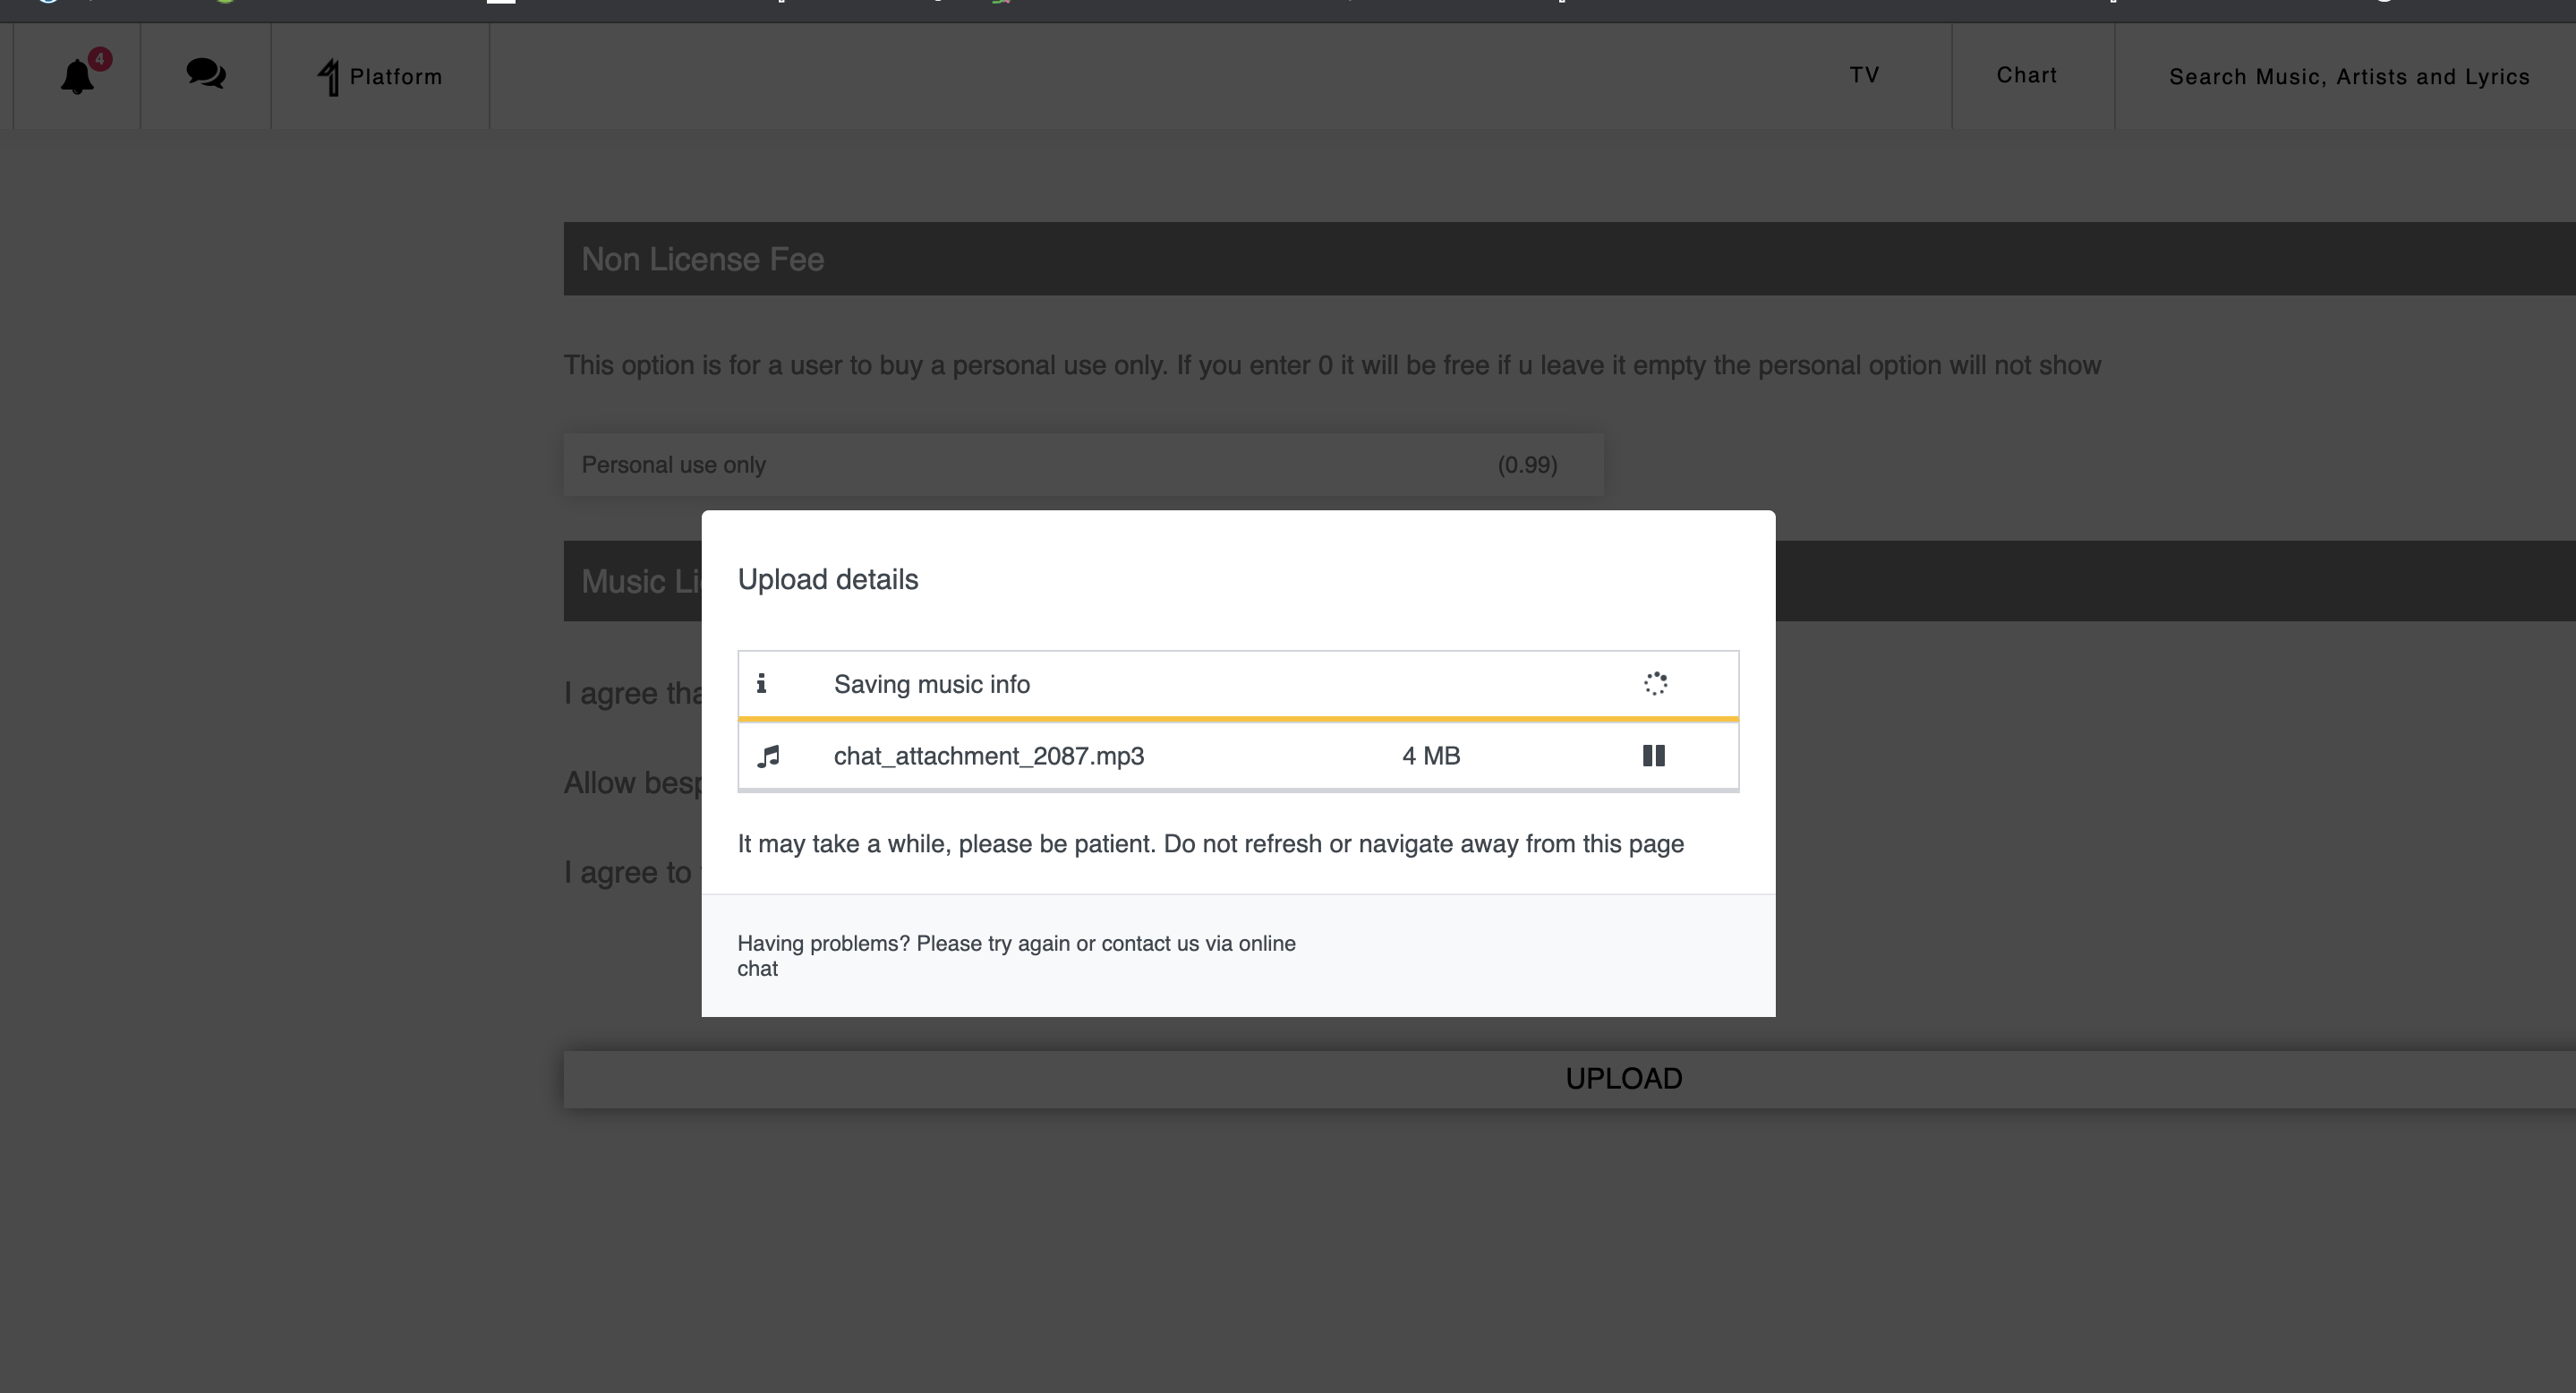 4
Platform
TV
Chart
Search Music, Artists and Lyrics
Non License Fee
This option is for a user to buy a personal use only. If you enter 0 it will be free if u leave it empty the personal option will not show
Personal use only (0.99)
Music
Upload details
I agree
Saving music info
chat_attachment_2087.mp3 4 MB
Allow
It may take a while, please be patient. Do not refresh or navigate away from this page
I agree to
Having problems? Please try again or contact us via online
chat
UPLOAD